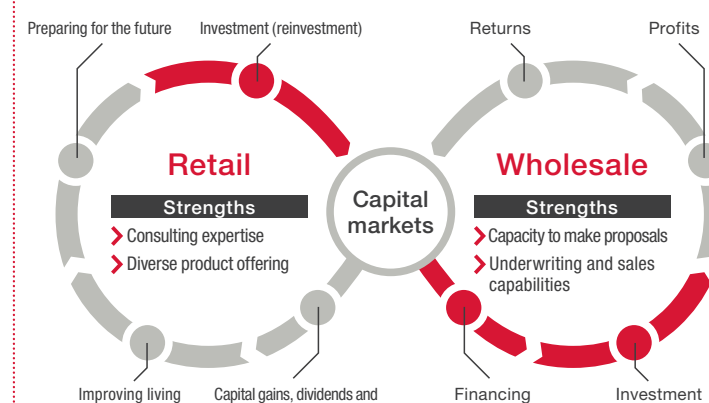 Preparing for the future
Investment (reinvestment)
Returns
Profits
Retail
Strengths
Consulting expertise
Diverse product offering
Capital
markets
Wholesale
Strengths
Capacity to make proposals
Underwriting and sales
capabilities
Improving living
Capital gains, dividends and
Financing
Investment